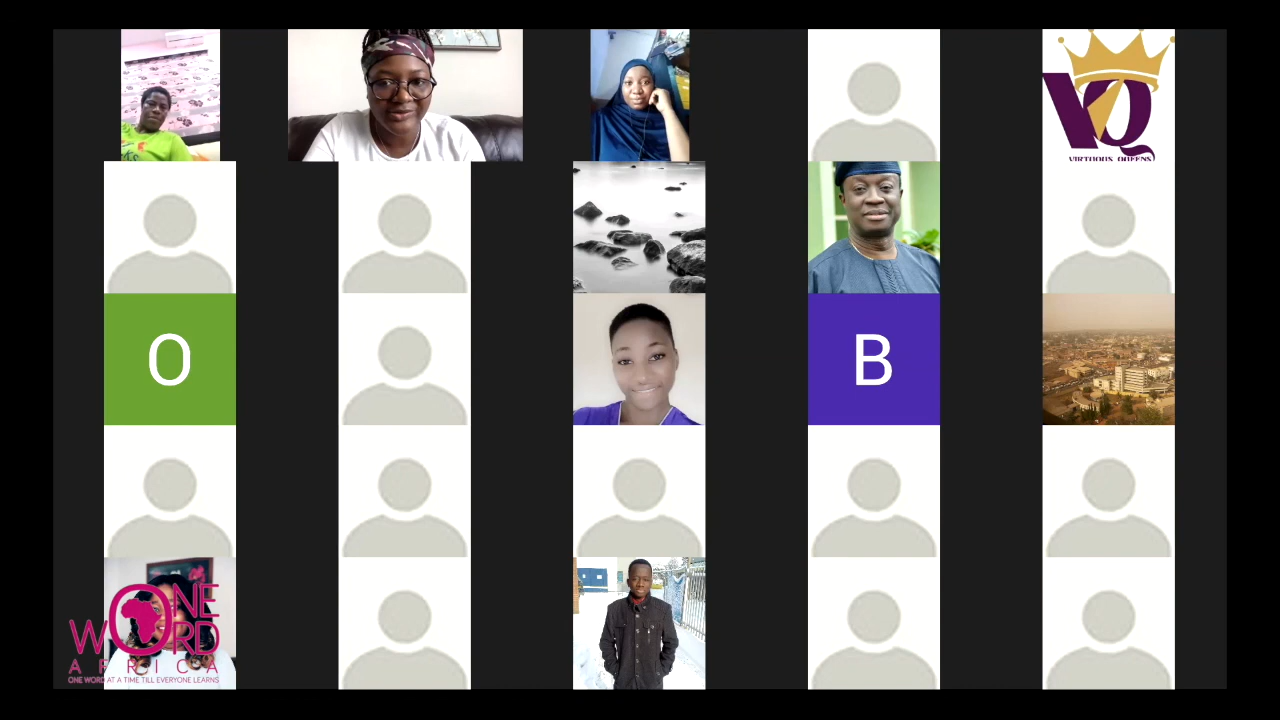 VQ
VIRTUOUS QUEENS
O
B
ONE
WORD
AFRICA
ONE WORD AT A TIME TILL EVERYONE LEARNS